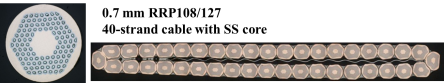 0.7 mm RRP108/127
40-strand cable with SS core